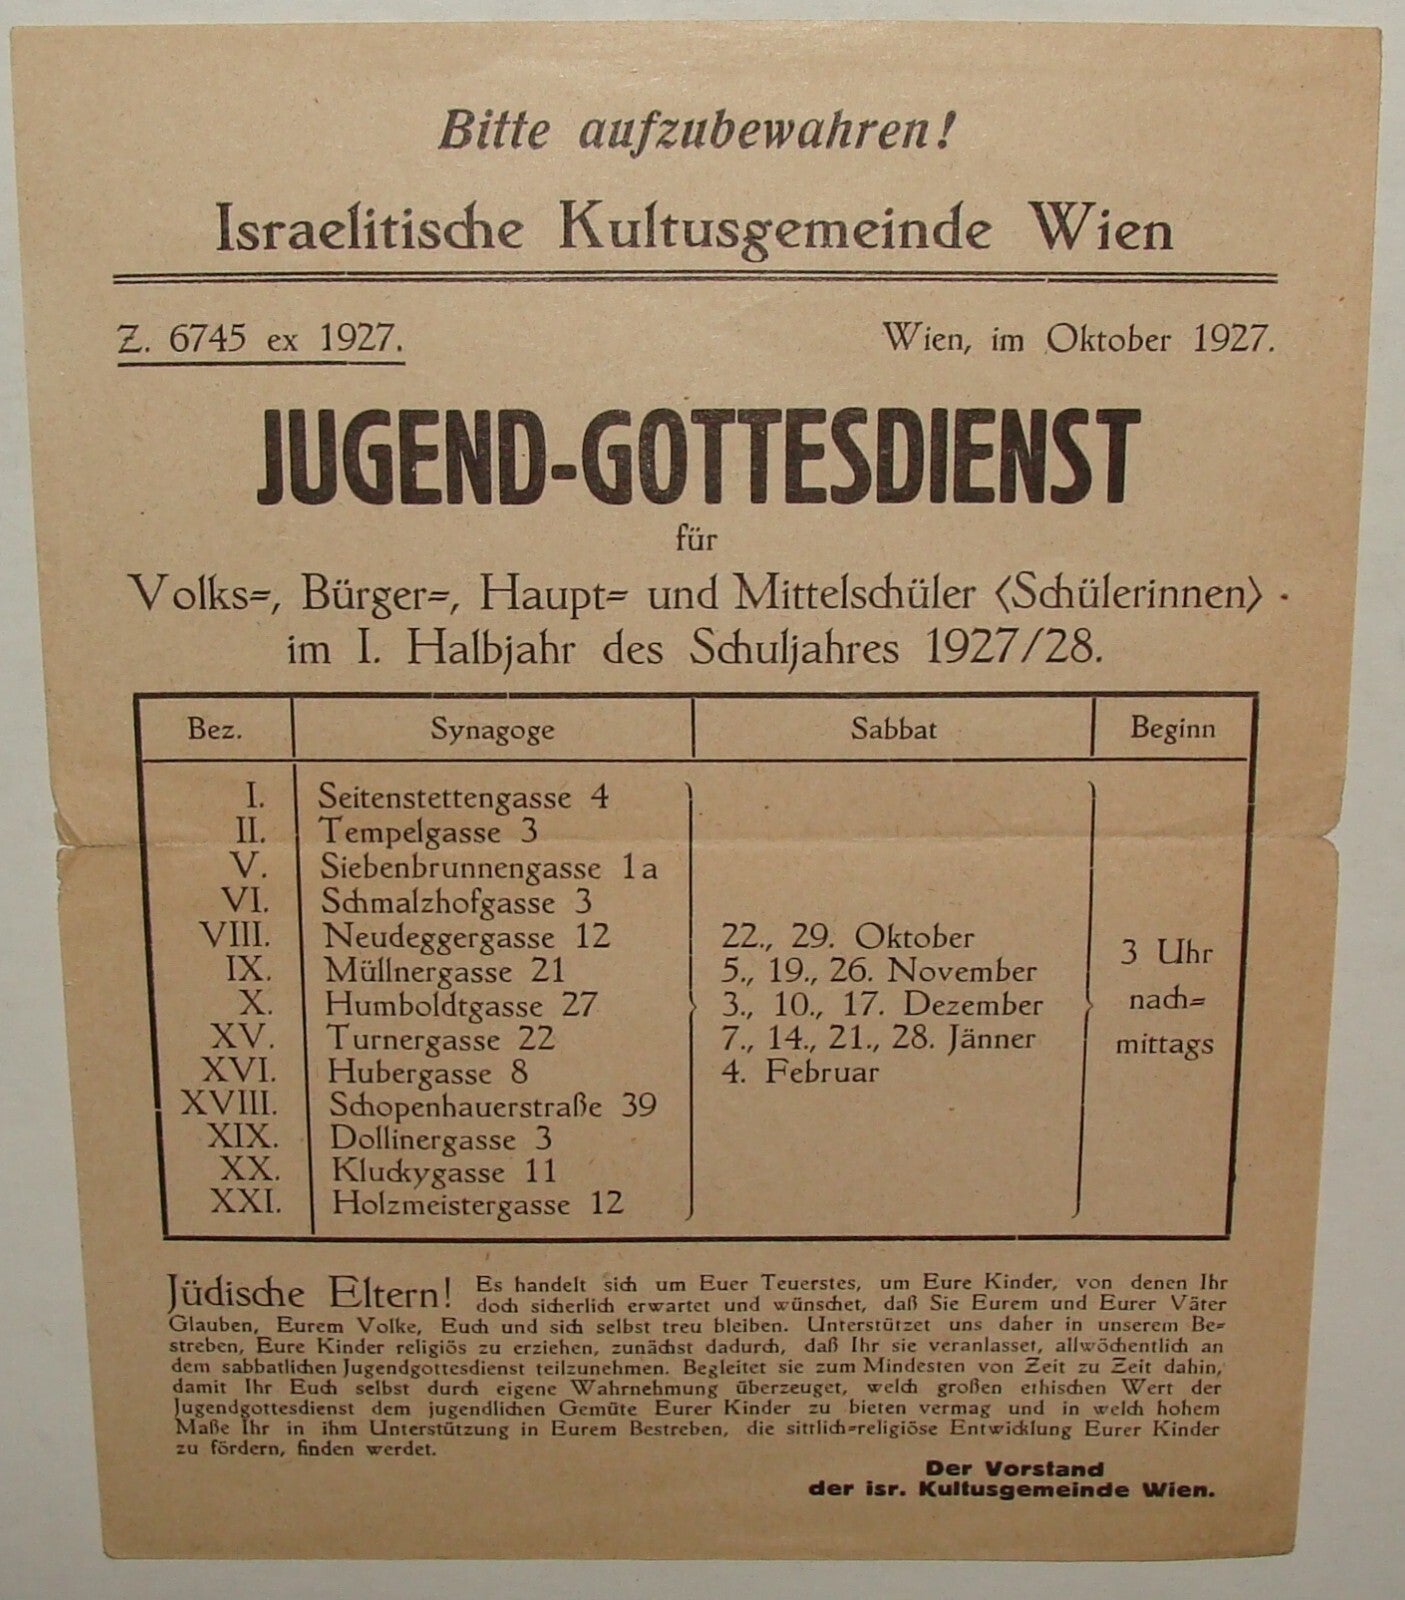 Bitte aufzubewahren!
Israelitische Kultusgemeinde Wien
Z. 6745 ex 1927. Wien, im Oktober 1927.
JUGEND-GOTTESDIENST
für
Volks=, Bürger=, Haupt= und Mittelschüler (Schülerinnen)
im I. Halbjahr des Schuljahres 1927/28.
Bez. Synagoge Sabbat Beginn
I. Seitenstettengasse 4
II. Tempelgasse 3
V. Siebenbrunnengasse 1a
VI. Schmalzhofgasse 3
VIII. Neudeggergasse 12 22., 29. Oktober
IX. Müllnergasse 21 5., 19., 26. November
X. Humboldtgasse 27 3., 10., 17. Dezember
XV. Turnergasse 22 7., 14., 21., 28. Jänner
XVI. Hubergasse 8 4. Februar
XVIII. Schopenhauerstraße 39
XIX. Dollinergasse 3
XX. Kluckygasse 11
XXI. Holzmeistergasse 12
3 Uhr
nach=
mittags
Jüdische Eltern! Es handelt sich um Euer Teuerstes, um Eure Kinder, von denen Ihr
doch sicherlich erwartet und wünschet, daß Sie Eurem und Eurer Väter
Glauben, Eurem Volke, Euch und sich selbst treu bleiben. Unterstützet uns daher in unserem Be=
streben, Eure Kinder religiös zu erziehen, zunächst dadurch, daß Ihr sie veranlasset, allwöchentlich an
dem sabbatlichen Jugendgottesdienst teilzunehmen. Begleitet sie zum Mindesten von Zeit zu Zeit dahin,
damit Ihr Euch selbst durch eigene Wahrnehmung überzeuget, welch großen ethischen Wert der
Jugendgottesdienst dem jugendlichen Gemüte Eurer Kinder zu bieten vermag und in welch hohem
Maße Ihr in ihm Unterstützung in Eurem Bestreben, die sittlich=religiöse Entwicklung Eurer Kinder
zu fördern, finden werdet.
Der Vorstand
der isr. Kultusgemeinde Wien.